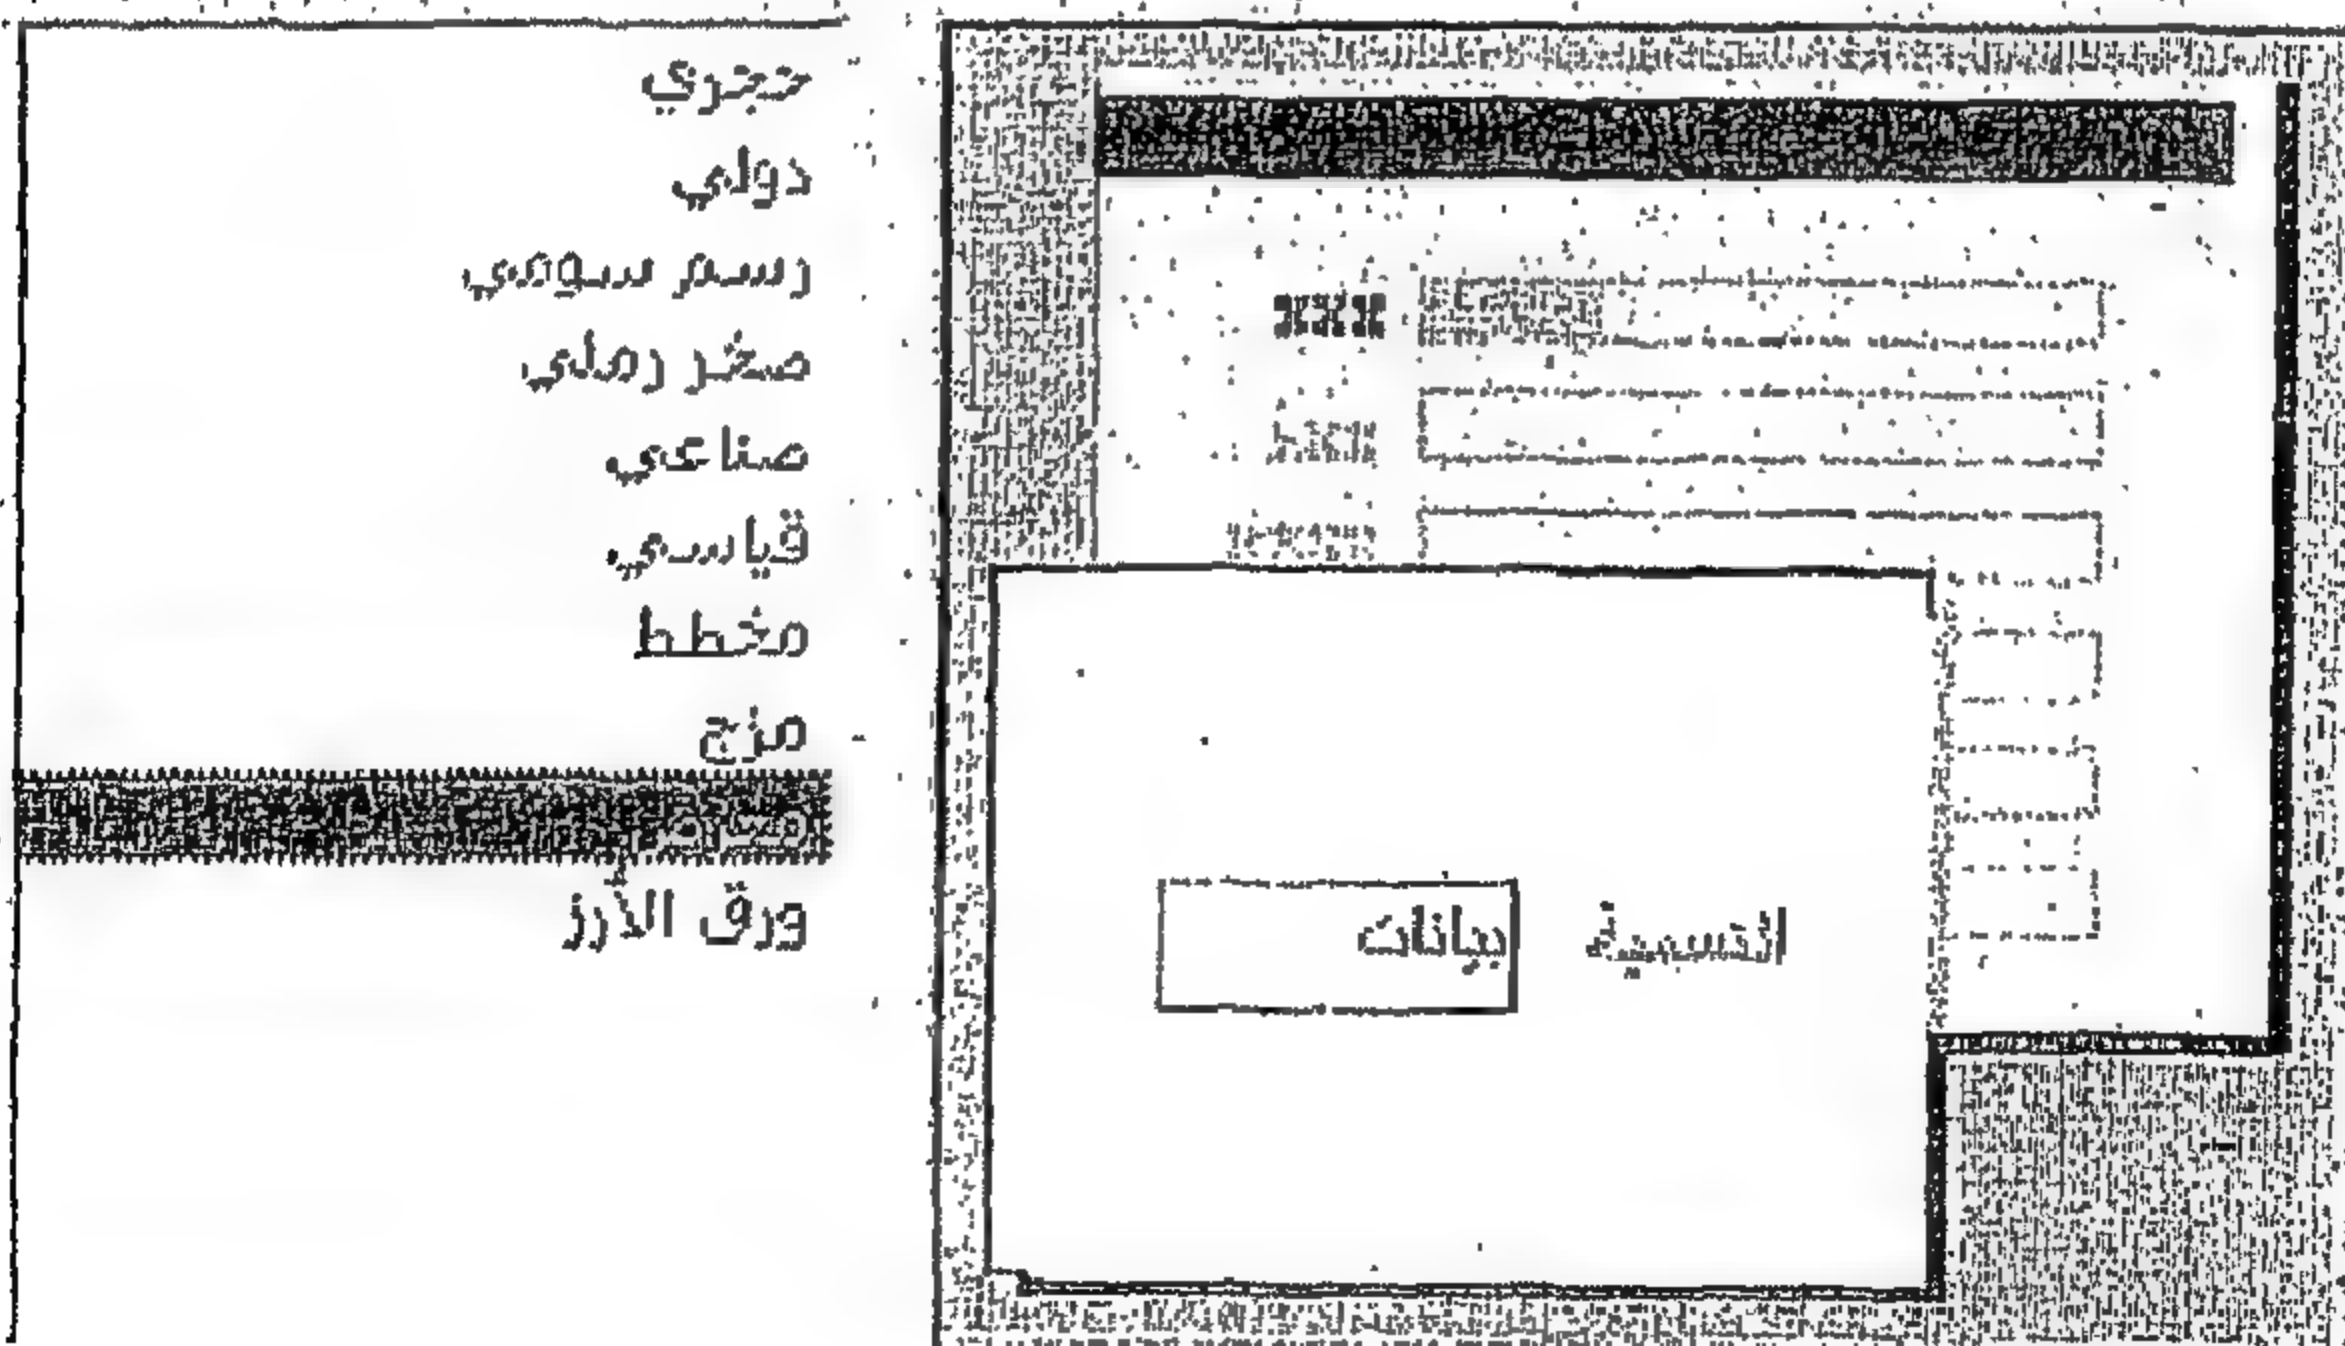 حجري
دولي
رسم سومي
صخر رملي
صناعي
قياسي
مخطط
مزج
ورق الأرز
التسمية
بيانات